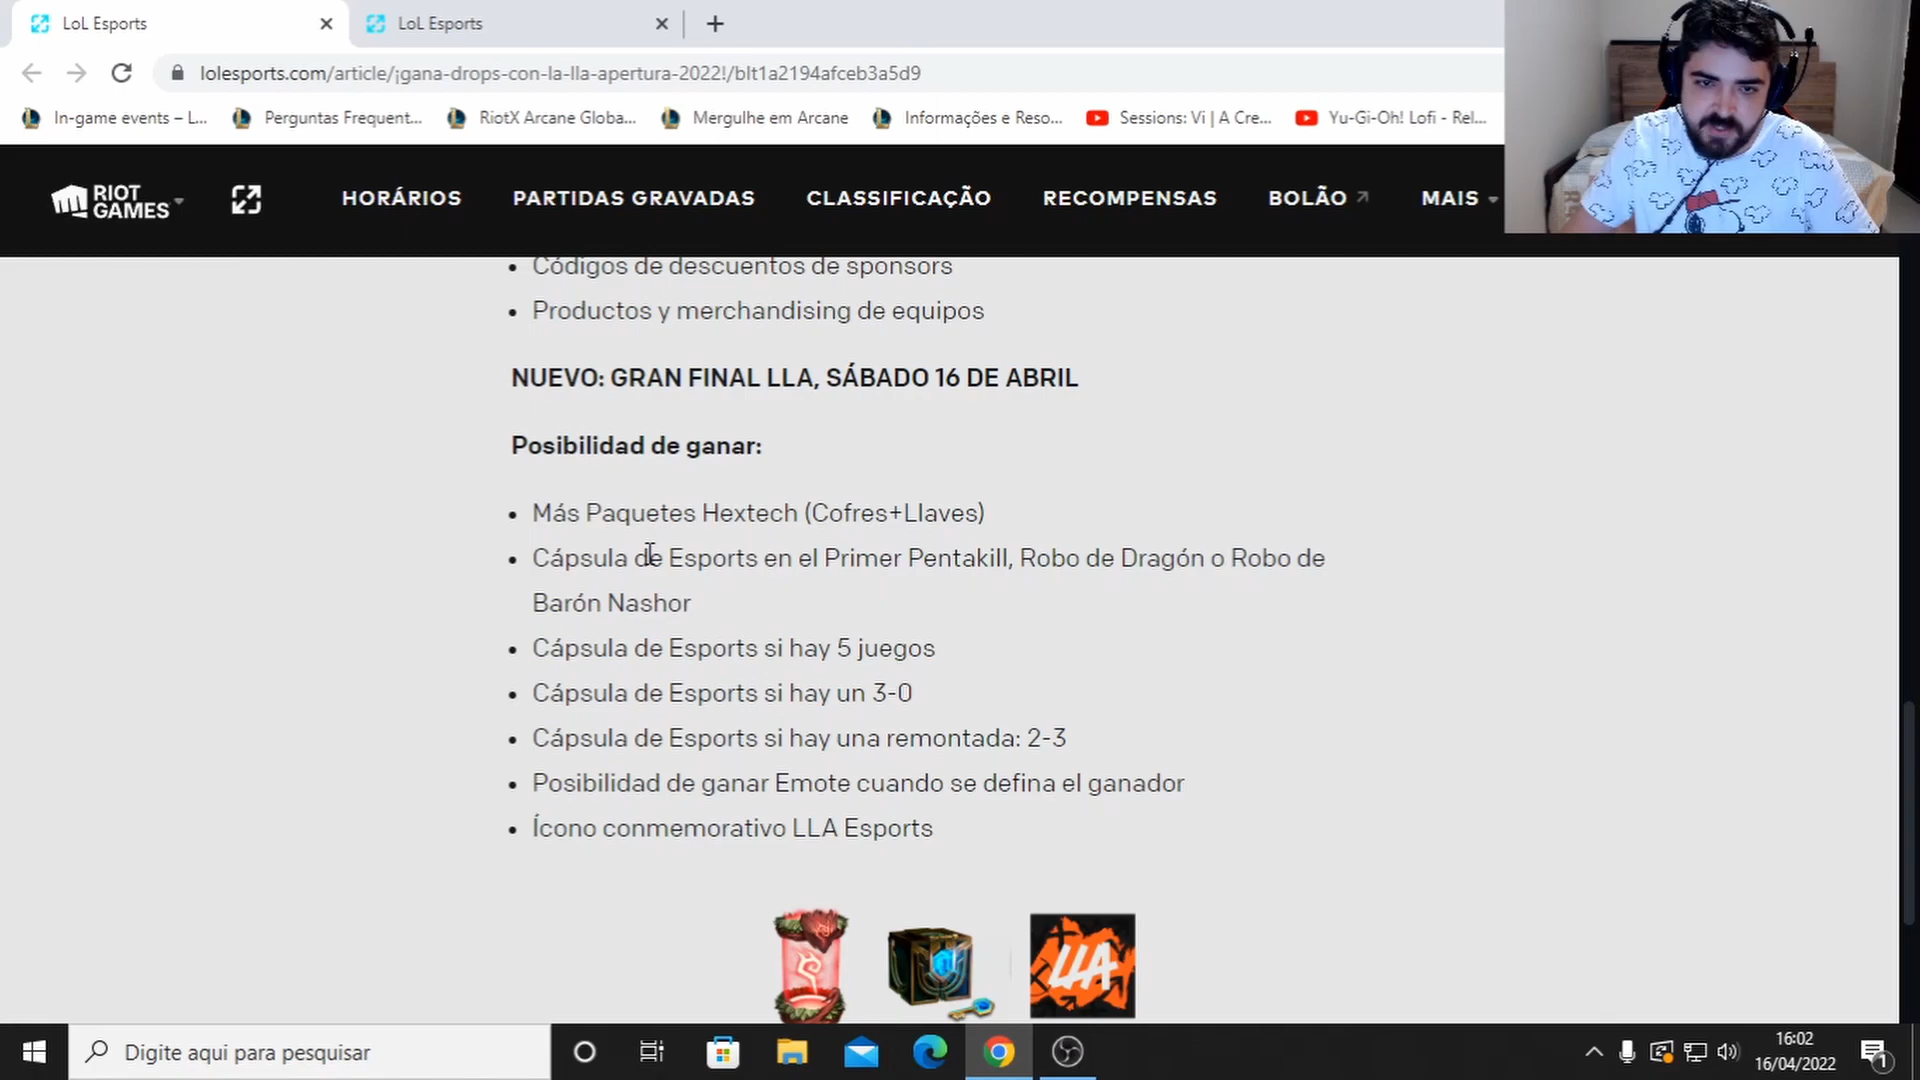 LoL Esports
LoL Esports
lolesports.com/article/¡gana-drops-con-la-lla-apertura-2022!/blt1a2194afceb3a5d9
In-game events – L...
Perguntas Frequent...
RiotX Arcane Globa...
Mergulhe em Arcane
Informações e Reso...
Sessions: Vi | A Cre...
Yu-Gi-Oh! Lofi - Rel...
RIOT
GAMES
HORÁRIOS
PARTIDAS GRAVADAS
CLASSIFICAÇÃO
RECOMPENSAS
BOLÃO
MAIS
Códigos de descuentos de sponsors
Productos y merchandising de equipos
NUEVO: GRAN FINAL LLA, SÁBADO 16 DE ABRIL
Posibilidad de ganar:
Más Paquetes Hextech (Cofres+Llaves)
Cápsula de Esports en el Primer Pentakill, Robo de Dragón o Robo de
Barón Nashor
Cápsula de Esports si hay 5 juegos
Cápsula de Esports si hay un 3-0
Cápsula de Esports si hay una remontada: 2-3
Posibilidad de ganar Emote cuando se defina el ganador
Ícono conmemorativo LLA Esports
LLA
Digite aqui para pesquisar
16:02
16/04/2022
1